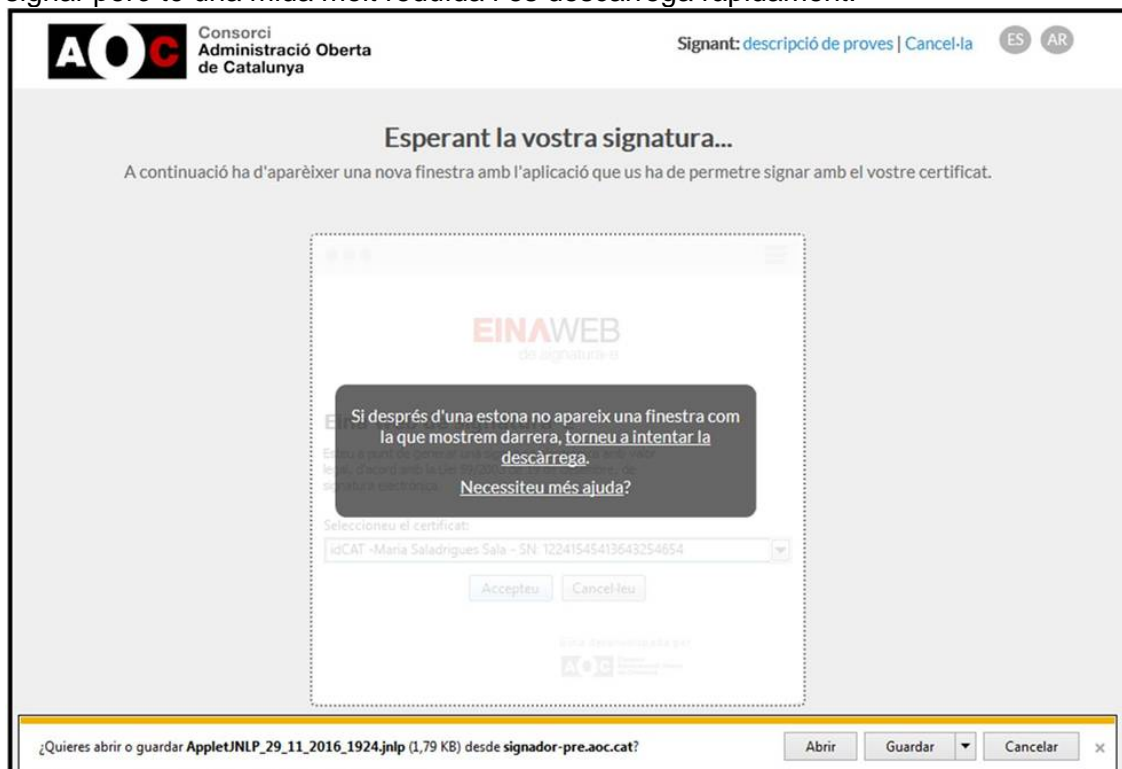 signar però té una mida molt reduïda i es descarrega ràpidament.
AOC
Consorci
Administració Oberta
de Catalunya
Signant: descripció de proves | Cancel·la
ES AR
Esperant la vostra signatura...
A continuació ha d'aparèixer una nova finestra amb l'aplicació que us ha de permetre signar amb el vostre certificat.
EINAWEB
de signatura-e
Si després d'una estona no apareix una finestra com
la que mostrem darrera, torneu a intentar la
descàrrega.
Necessiteu més ajuda?
Seleccioneu el certificat:
idCAT -Maria Saladrigues Sala - SN: 12241545413643254654
Accepteu Cancel·leu
AOC
¿Quieres abrir o guardar AppletJNLP_29_11_2016_1924.jnlp (1,79 KB) desde signador-pre.aoc.cat?
Abrir Guardar Cancelar